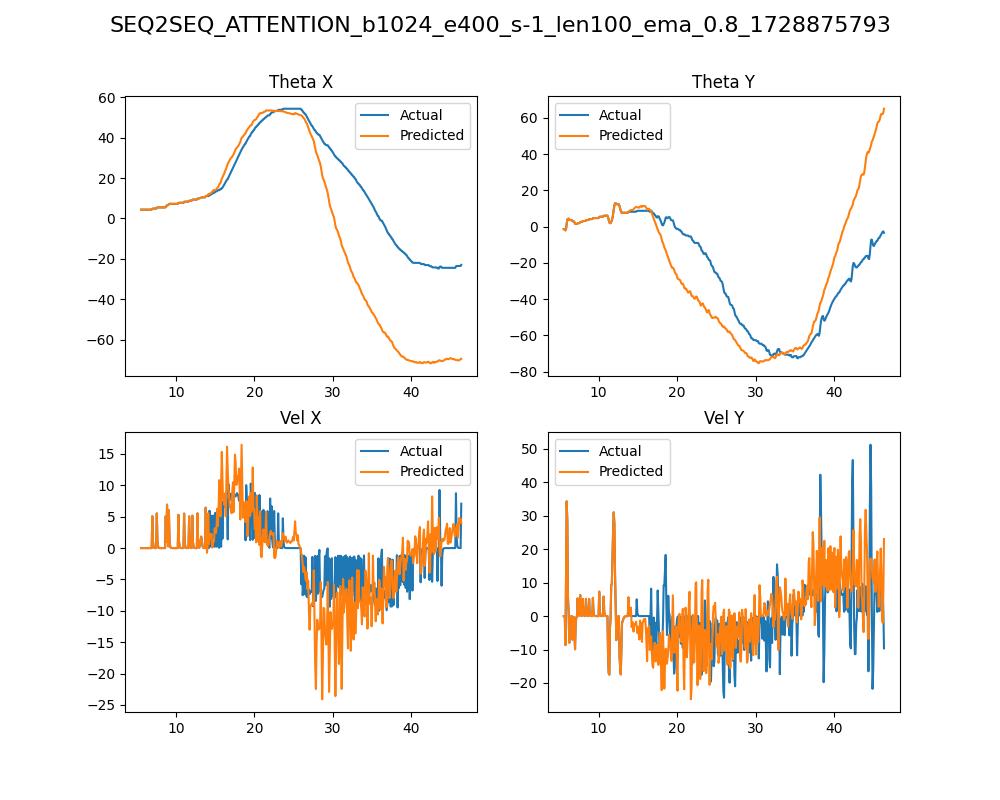 SEQ2SEQ_ATTENTION_b1024_e400_s-1_len100_ema_0.8_1728875793
Theta X
60
40
20
0
−20
−40
−60
10 20 30 40
Actual
Predicted
Theta Y
60
40
20
0
−20
−40
−60
−80
10 20 30 40
Actual
Predicted
Vel X
15
10
5
0
−5
−10
−15
−20
−25
10 20 30 40
Actual
Predicted
Vel Y
50
40
30
20
10
0
−10
−20
10 20 30 40
Actual
Predicted